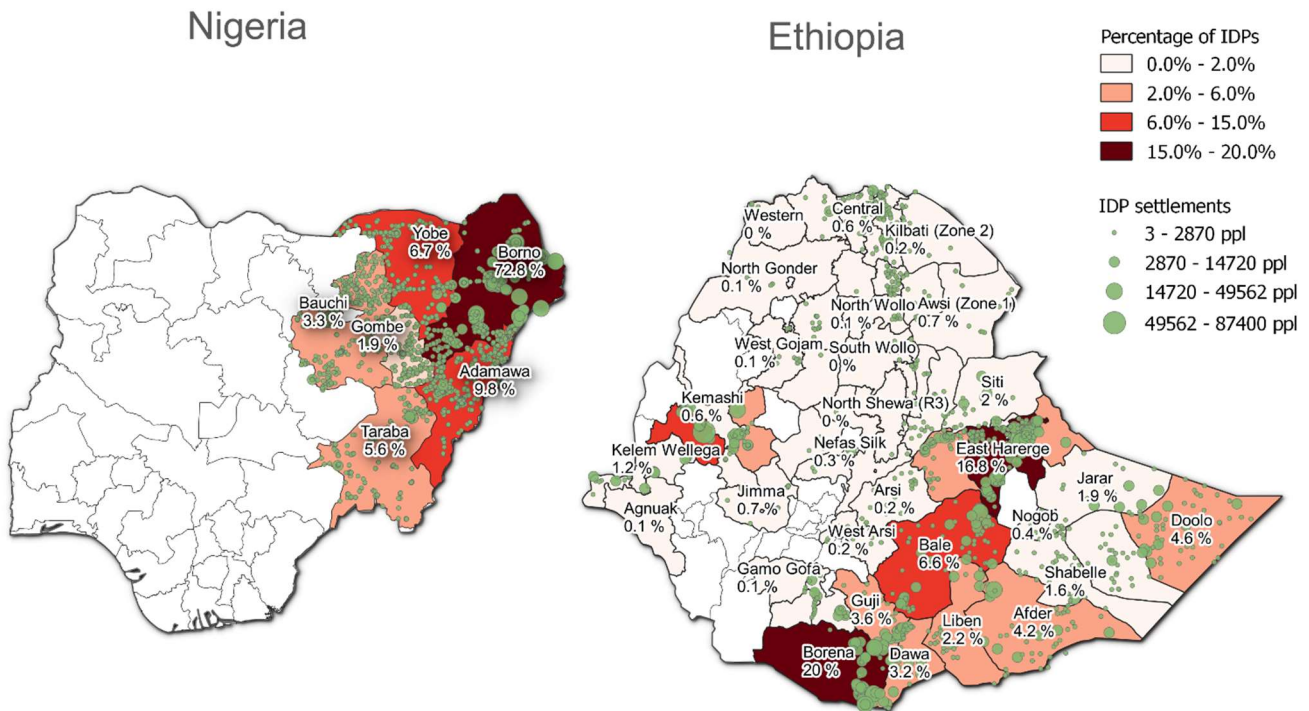 Nigeria
Ethiopia
Percentage of IDPs
0.0% - 2.0%
2.0% - 6.0%
6.0% - 15.0%
15.0% - 20.0%
IDP settlements
3 - 2870 ppl
2870 - 14720 ppl
14720 - 49562 ppl
49562 - 87400 ppl
Yobe
6.7 %
Borno
72.8 %
Bauchi
3.3 %
Gombe
1.9 %
Adamawa
9.8 %
Taraba
5.6 %
Western
0 %
Central
0.6 %
Kilbati (Zone 2)
0.2 %
North Gonder
0.1 %
North Wollo
0.1 %
Awsi (Zone 1)
0.7 %
West Gojam
0.1 %
South Wollo
0 %
Siti
2 %
Kemashi
0.6 %
North Shewa (R3)
0 %
Kelem Wellega
1.2 %
Nefas Silk
0.3 %
East Harerge
16.8 %
Jimma
0.7 %
Arsi
0.2 %
Jarar
1.9 %
Agnuak
0.1 %
West Arsi
0.2 %
Nogob
0.4 %
Doolo
4.6 %
Bale
6.6 %
Gamo Gofa
0.1 %
Shabelle
1.6 %
Guji
3.6 %
Liben
2.2 %
Afder
4.2 %
Borena
20 %
Dawa
3.2 %